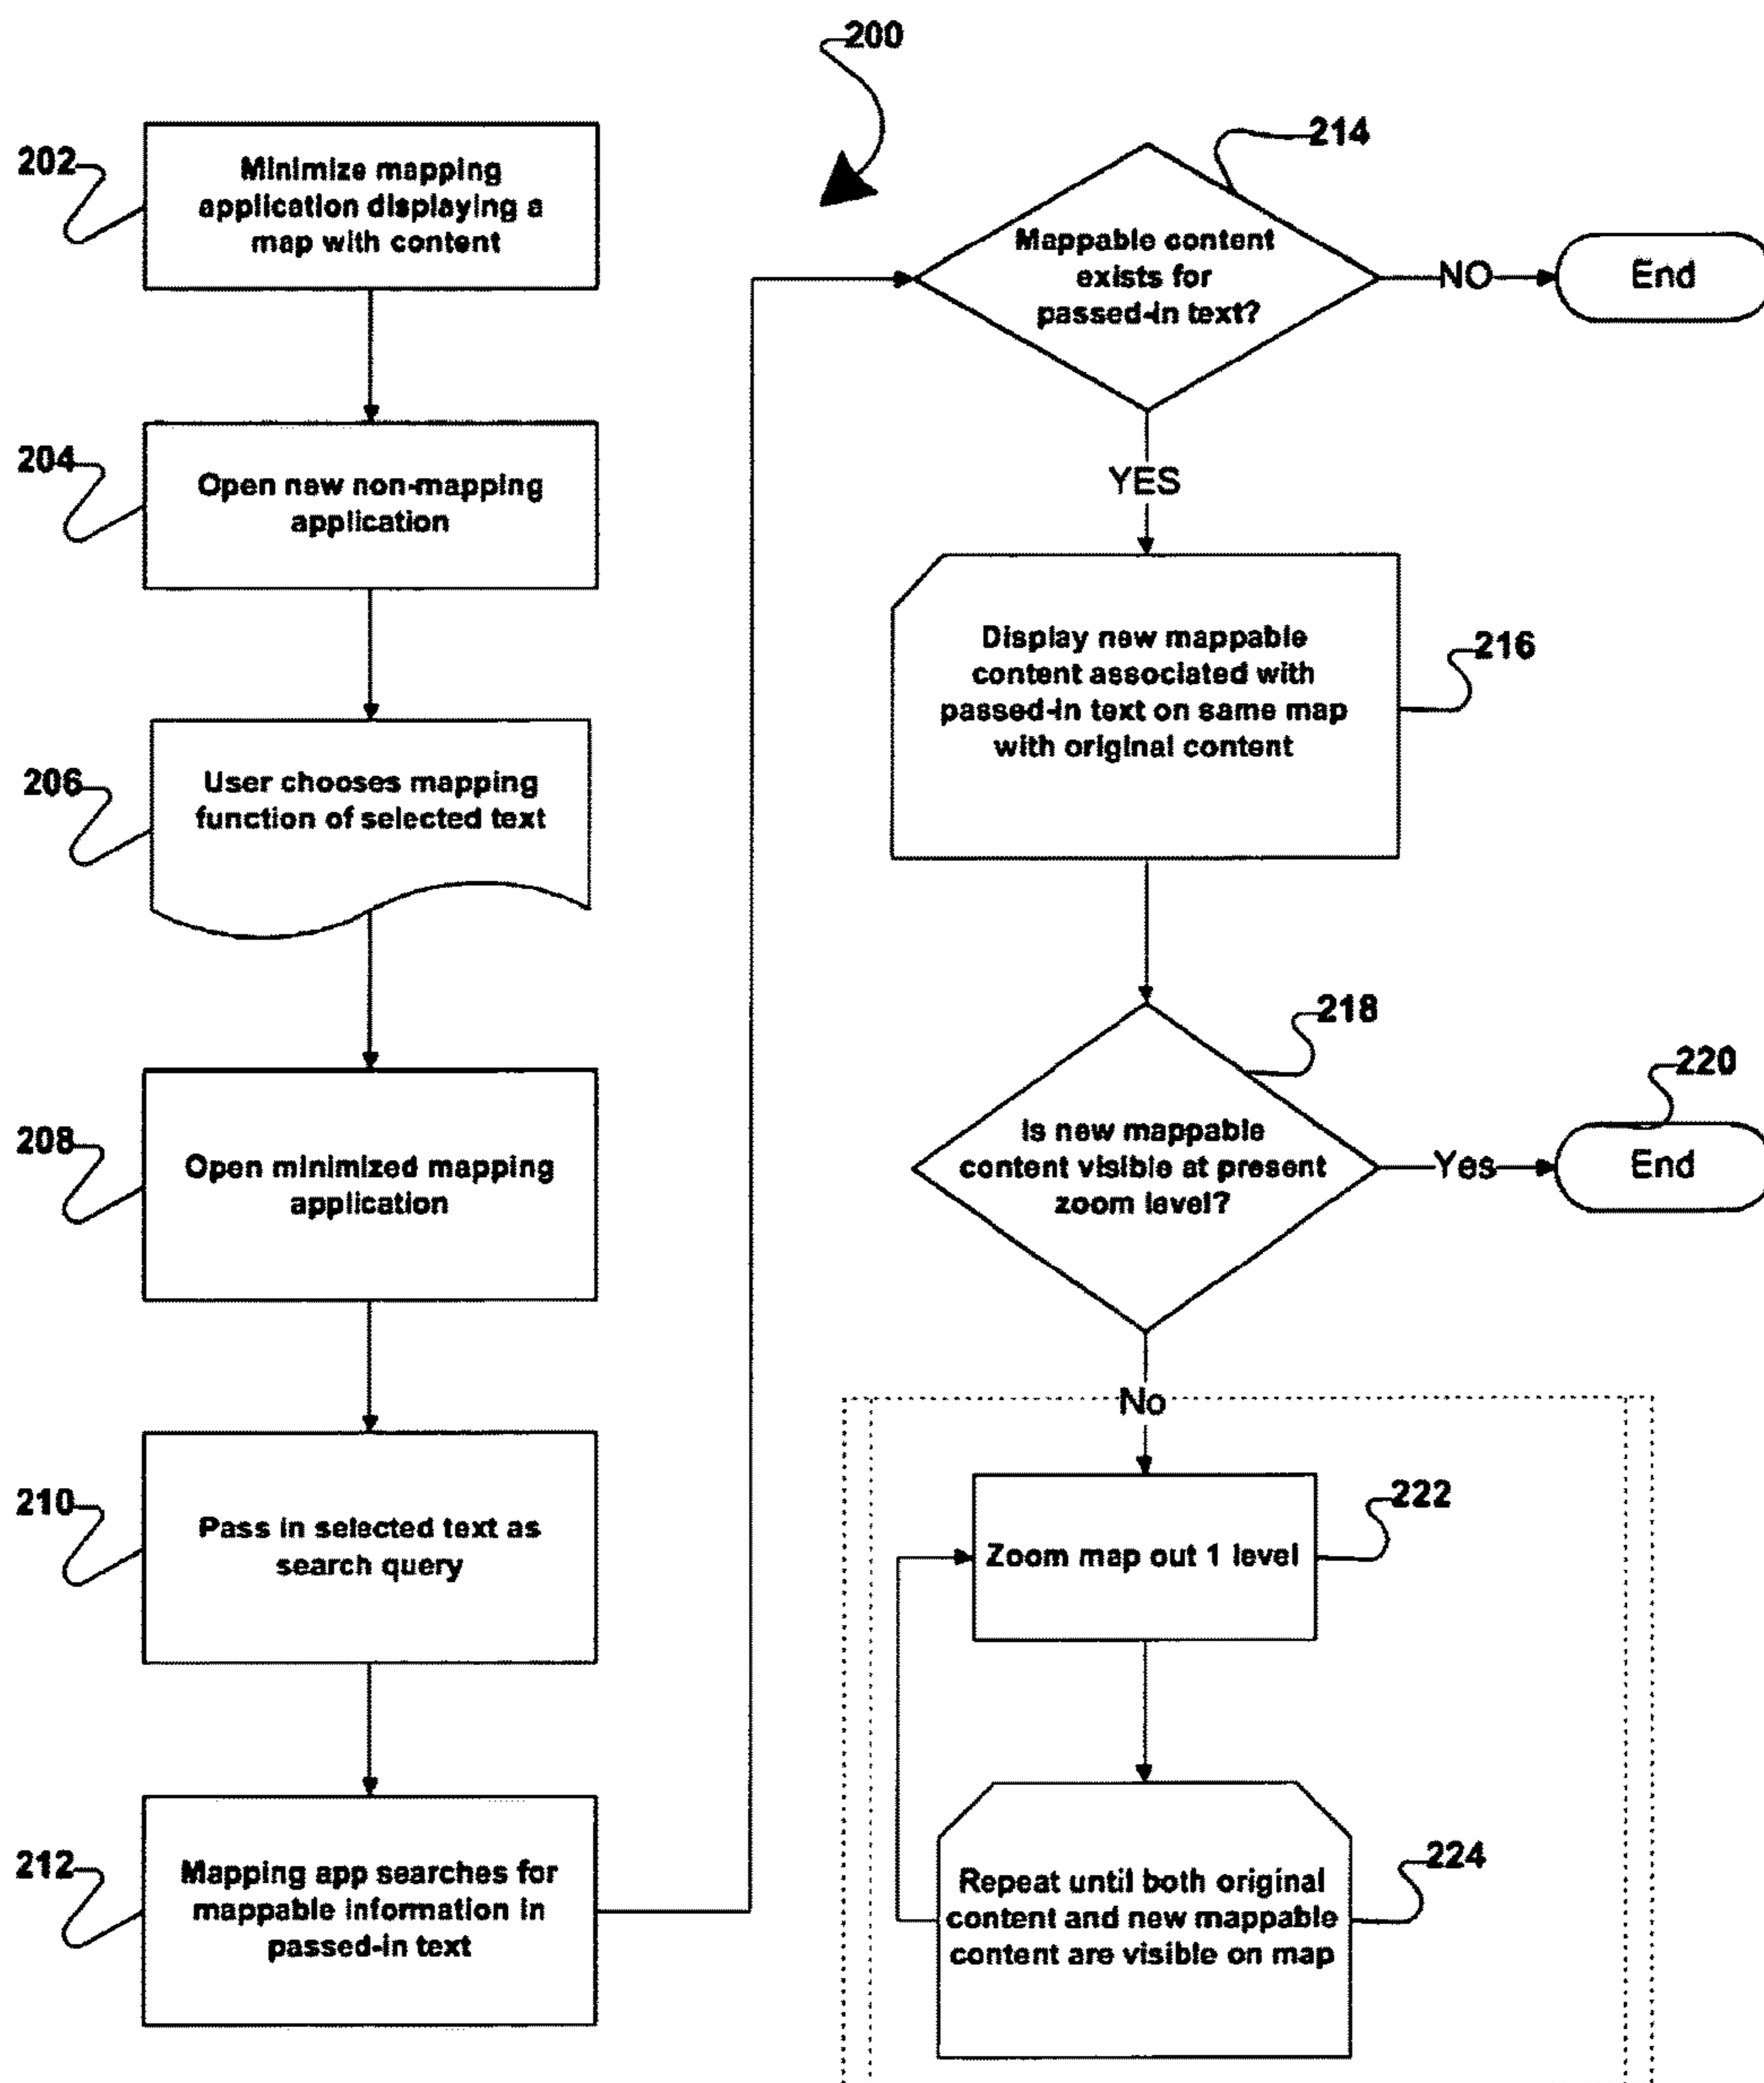 200
202
Minimize mapping
application displaying a
map with content
204
Open new non-mapping
application
206
User chooses mapping
function of selected text
208
Open minimized mapping
application
210
Pass in selected text as
search query
212
Mapping app searches for
mappable information in
passed-in text
214
Mappable content
exists for
passed-in text?
NO
End
YES
Display new mappable
content associated with
passed-in text on same map
with original content
216
218
Is new mappable
content visible at present
zoom level?
Yes
220
End
No
222
Zoom map out 1 level
224
Repeat until both original
content and new mappable
content are visible on map